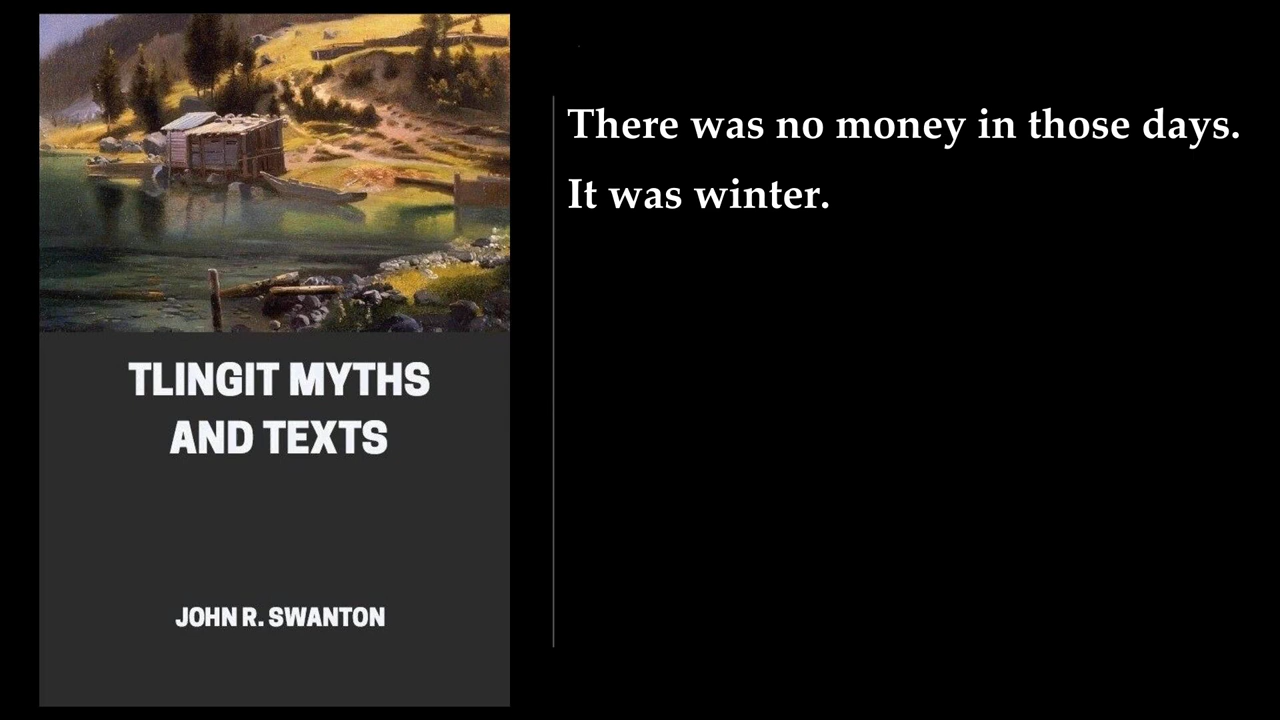 TLINGIT MYTHS
AND TEXTS
JOHN R. SWANTON
There was no money in those days.
It was winter.